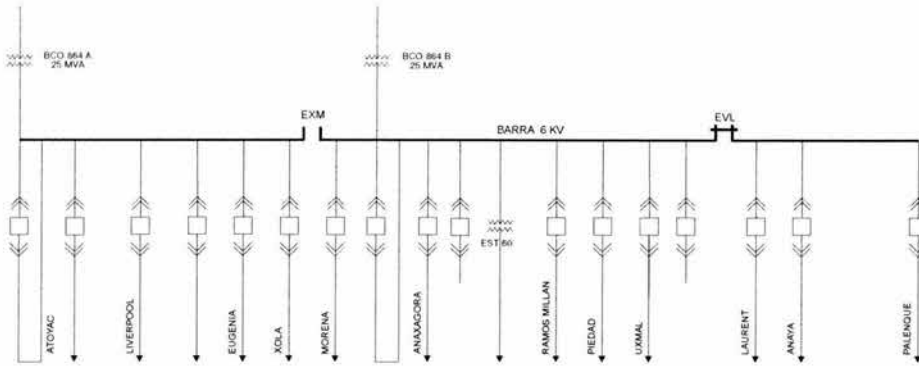 BCO 864 A
25 MVA
BCO 864 B
25 MVA
EXM
BARRA 6 KV
EVL
EST 60
ATOYAC
LIVERPOOL
EUGENIA
XOLA
MORENA
ANAXAGORA
RAMOS MILLAN
PIEDAD
UXMAL
LAURENT
ANAYA
PALENQUE